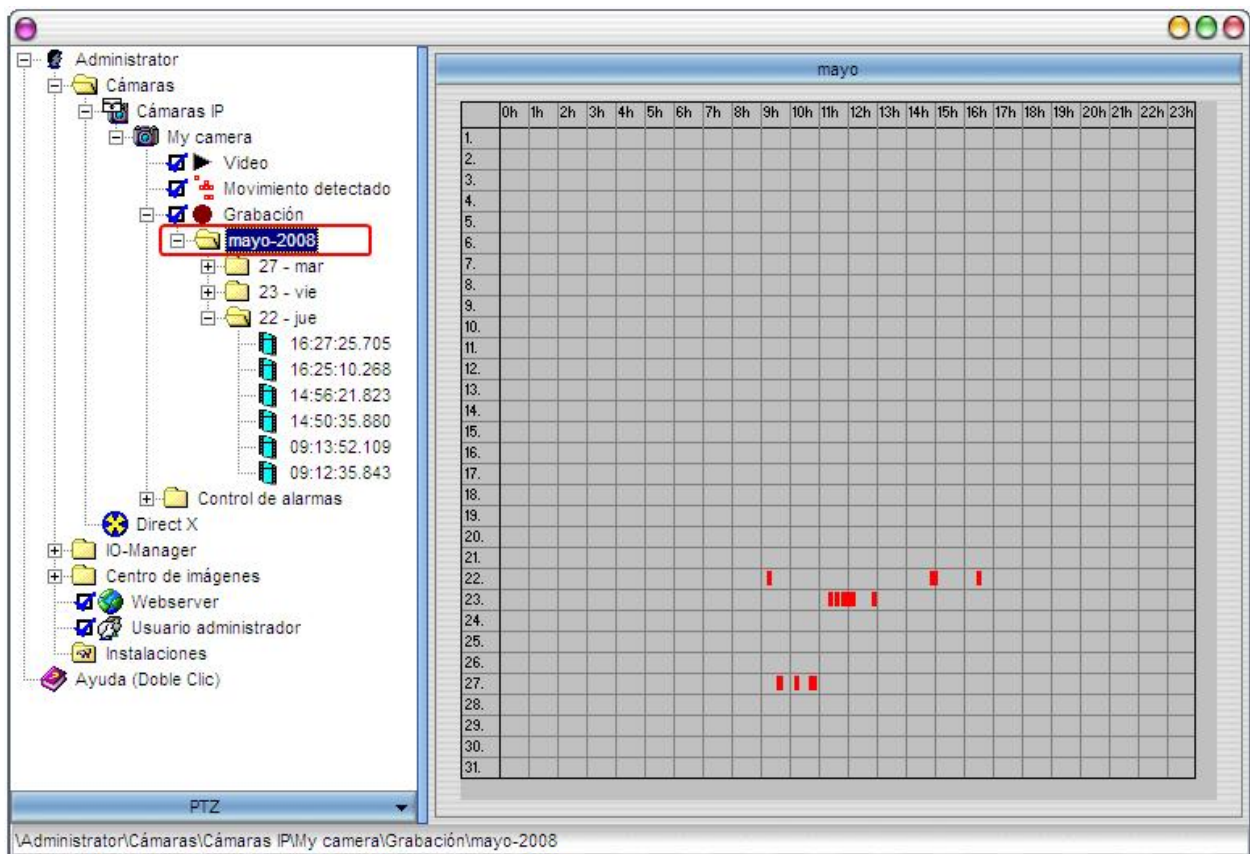 Administrator
Cámaras
Cámaras IP
My camera
Video
Movimiento detectado
Grabación
mayo-2008
27 - mar
23 - vie
22 - jue
16:27:25.705
16:25:10.268
14:56:21.823
14:50:35.880
09:13:52.109
09:12:35.843
Control de alarmas
Direct X
IO-Manager
Centro de imágenes
Webserver
Usuario administrador
Instalaciones
Ayuda (Doble Clic)
PTZ
mayo
0h 1h 2h 3h 4h 5h 6h 7h 8h 9h 10h 11h 12h 13h 14h 15h 16h 17h 18h 19h 20h 21h 22h 23h
1.
2.
3.
4.
5.
6.
7.
8.
9.
10.
11.
12.
13.
14.
15.
16.
17.
18.
19.
20.
21.
22.
23.
24.
25.
26.
27.
28.
29.
30.
31.
\Administrator\Cámaras\Cámaras IP\My camera\Grabación\mayo-2008